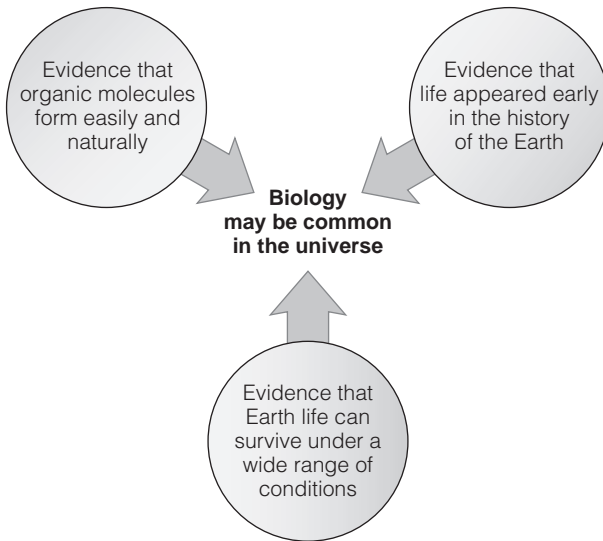 Evidence that
organic molecules
form easily and
naturally
Evidence that
life appeared early
in the history
of the Earth
Biology
may be common
in the universe
Evidence that
Earth life can
survive under a
wide range of
conditions